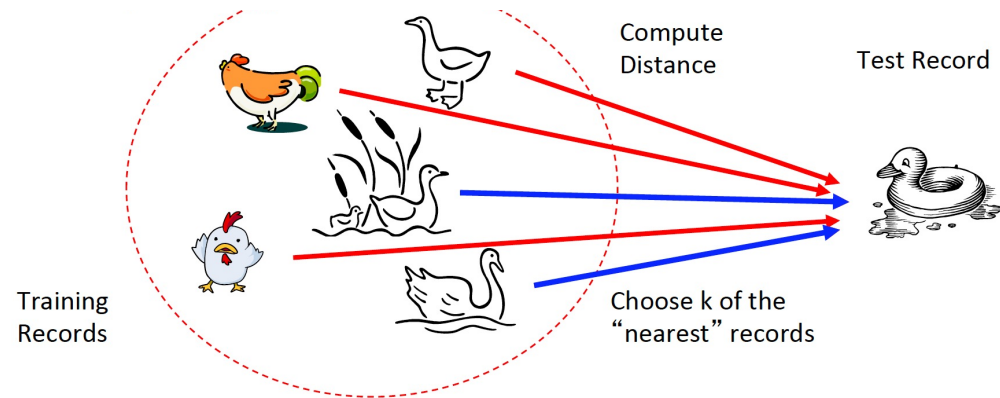 Compute
Distance
Test Record
Training
Records
Choose k of the
“nearest” records